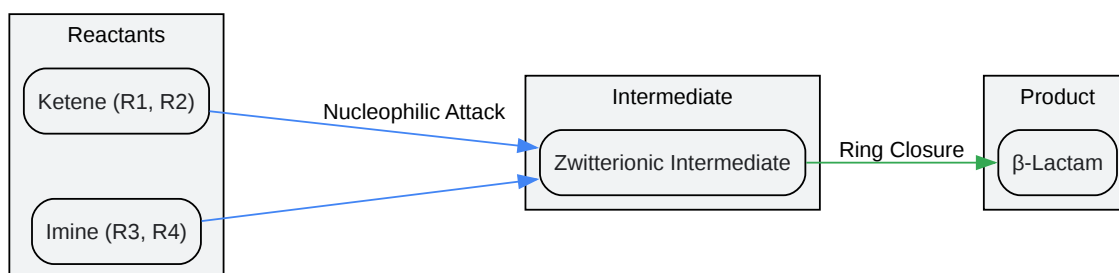 Reactants
Ketene (R1, R2)
Imine (R3, R4)
Nucleophilic Attack
Intermediate
Zwitterionic Intermediate
Ring Closure
Product
β-Lactam